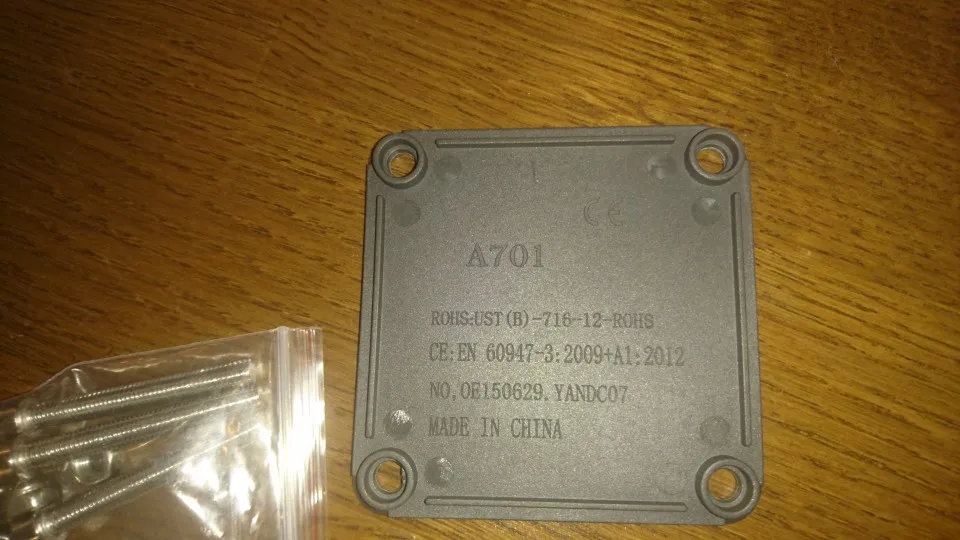 CE
A701
ROHS:UST(B)-716-12-ROHS
CE:EN 60947-3:2009+A1:2012
NO,OE150629.YANDC07
MADE IN CHINA